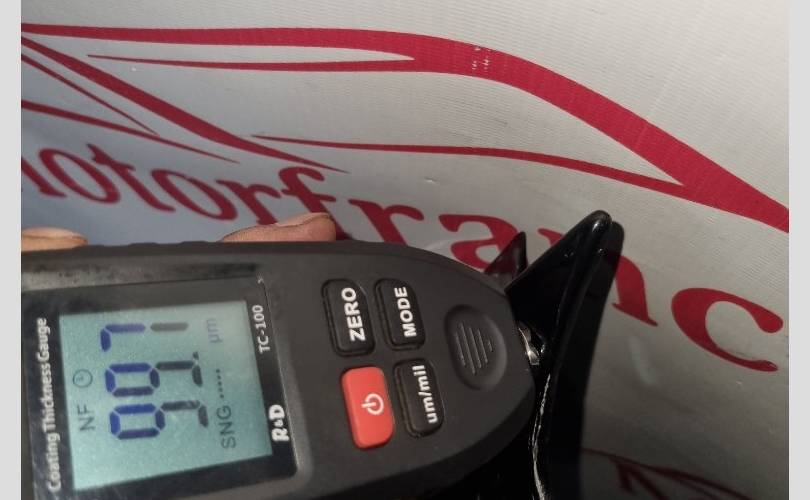 otorfranc
Coating Thickness Gauge
NF
µm
SNG
TC-100
R&D
ZERO
MODE
um/mil